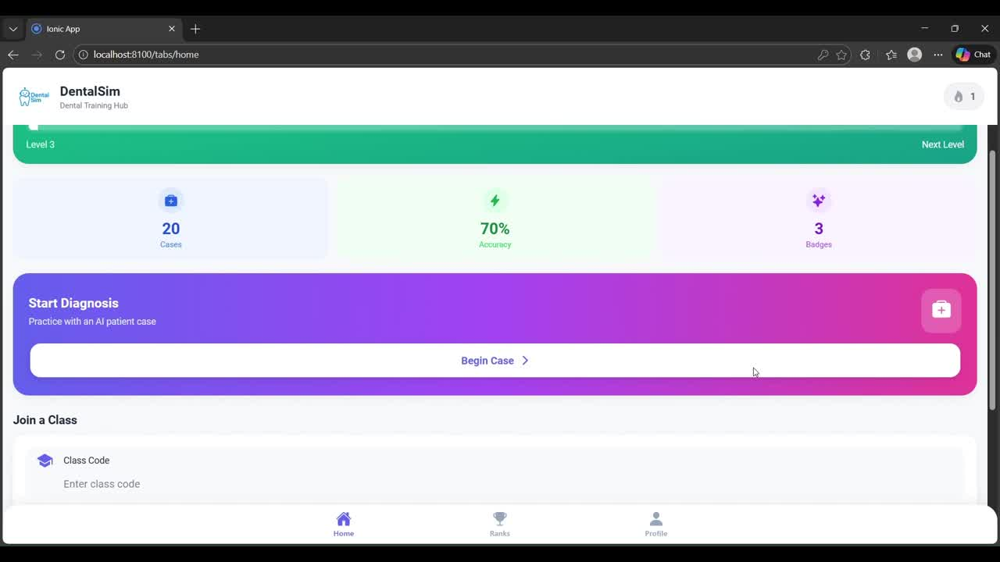 Ionic App
localhost:8100/tabs/home
Chat
Dental
Sim
DentalSim
Dental Training Hub
1
Level 3
Next Level
20
Cases
70%
Accuracy
3
Badges
Start Diagnosis
Practice with an AI patient case
Begin Case
Join a Class
Class Code
Enter class code
Home
Ranks
Profile